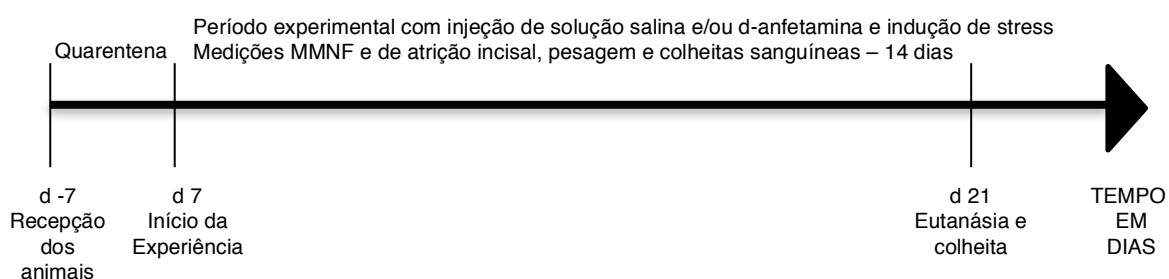 Período experimental com injeção de solução salina e/ou d-anfetamina e indução de stress
Quarentena
Medições MMNF e de atrição incisal, pesagem e colheitas sanguíneas – 14 dias
d -7
Recepção
dos
animais
d 7
Início da
Experiência
d 21
Eutanásia e
colheita
TEMPO
EM
DIAS